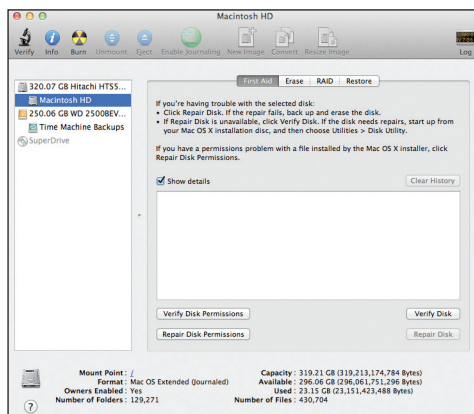 Macintosh HD
Verify Info Burn Unmount Eject Enable Journaling New Image Convert Resize Image Log
First Aid Erase RAID Restore
320.07 GB Hitachi HTS5...
Macintosh HD
250.06 GB WD 2500BEV...
Time Machine Backups
SuperDrive
If you're having trouble with the selected disk:
• Click Repair Disk. If the repair fails, back up and erase the disk.
• If Repair Disk is unavailable, click Verify Disk. If the disk needs repairs, start up from
your Mac OS X installation disc, and then choose Utilities > Disk Utility.
If you have a permissions problem with a file installed by the Mac OS X installer, click
Repair Disk Permissions.
Show details Clear History
Verify Disk Permissions Verify Disk
Repair Disk Permissions Repair Disk
Mount Point : /
Format : Mac OS Extended (Journaled)
Owners Enabled : Yes
Number of Folders : 129,271
Capacity : 319.21 GB (319,213,174,784 Bytes)
Available : 296.06 GB (296,061,751,296 Bytes)
Used : 23.15 GB (23,151,423,488 Bytes)
Number of Files : 430,704
?